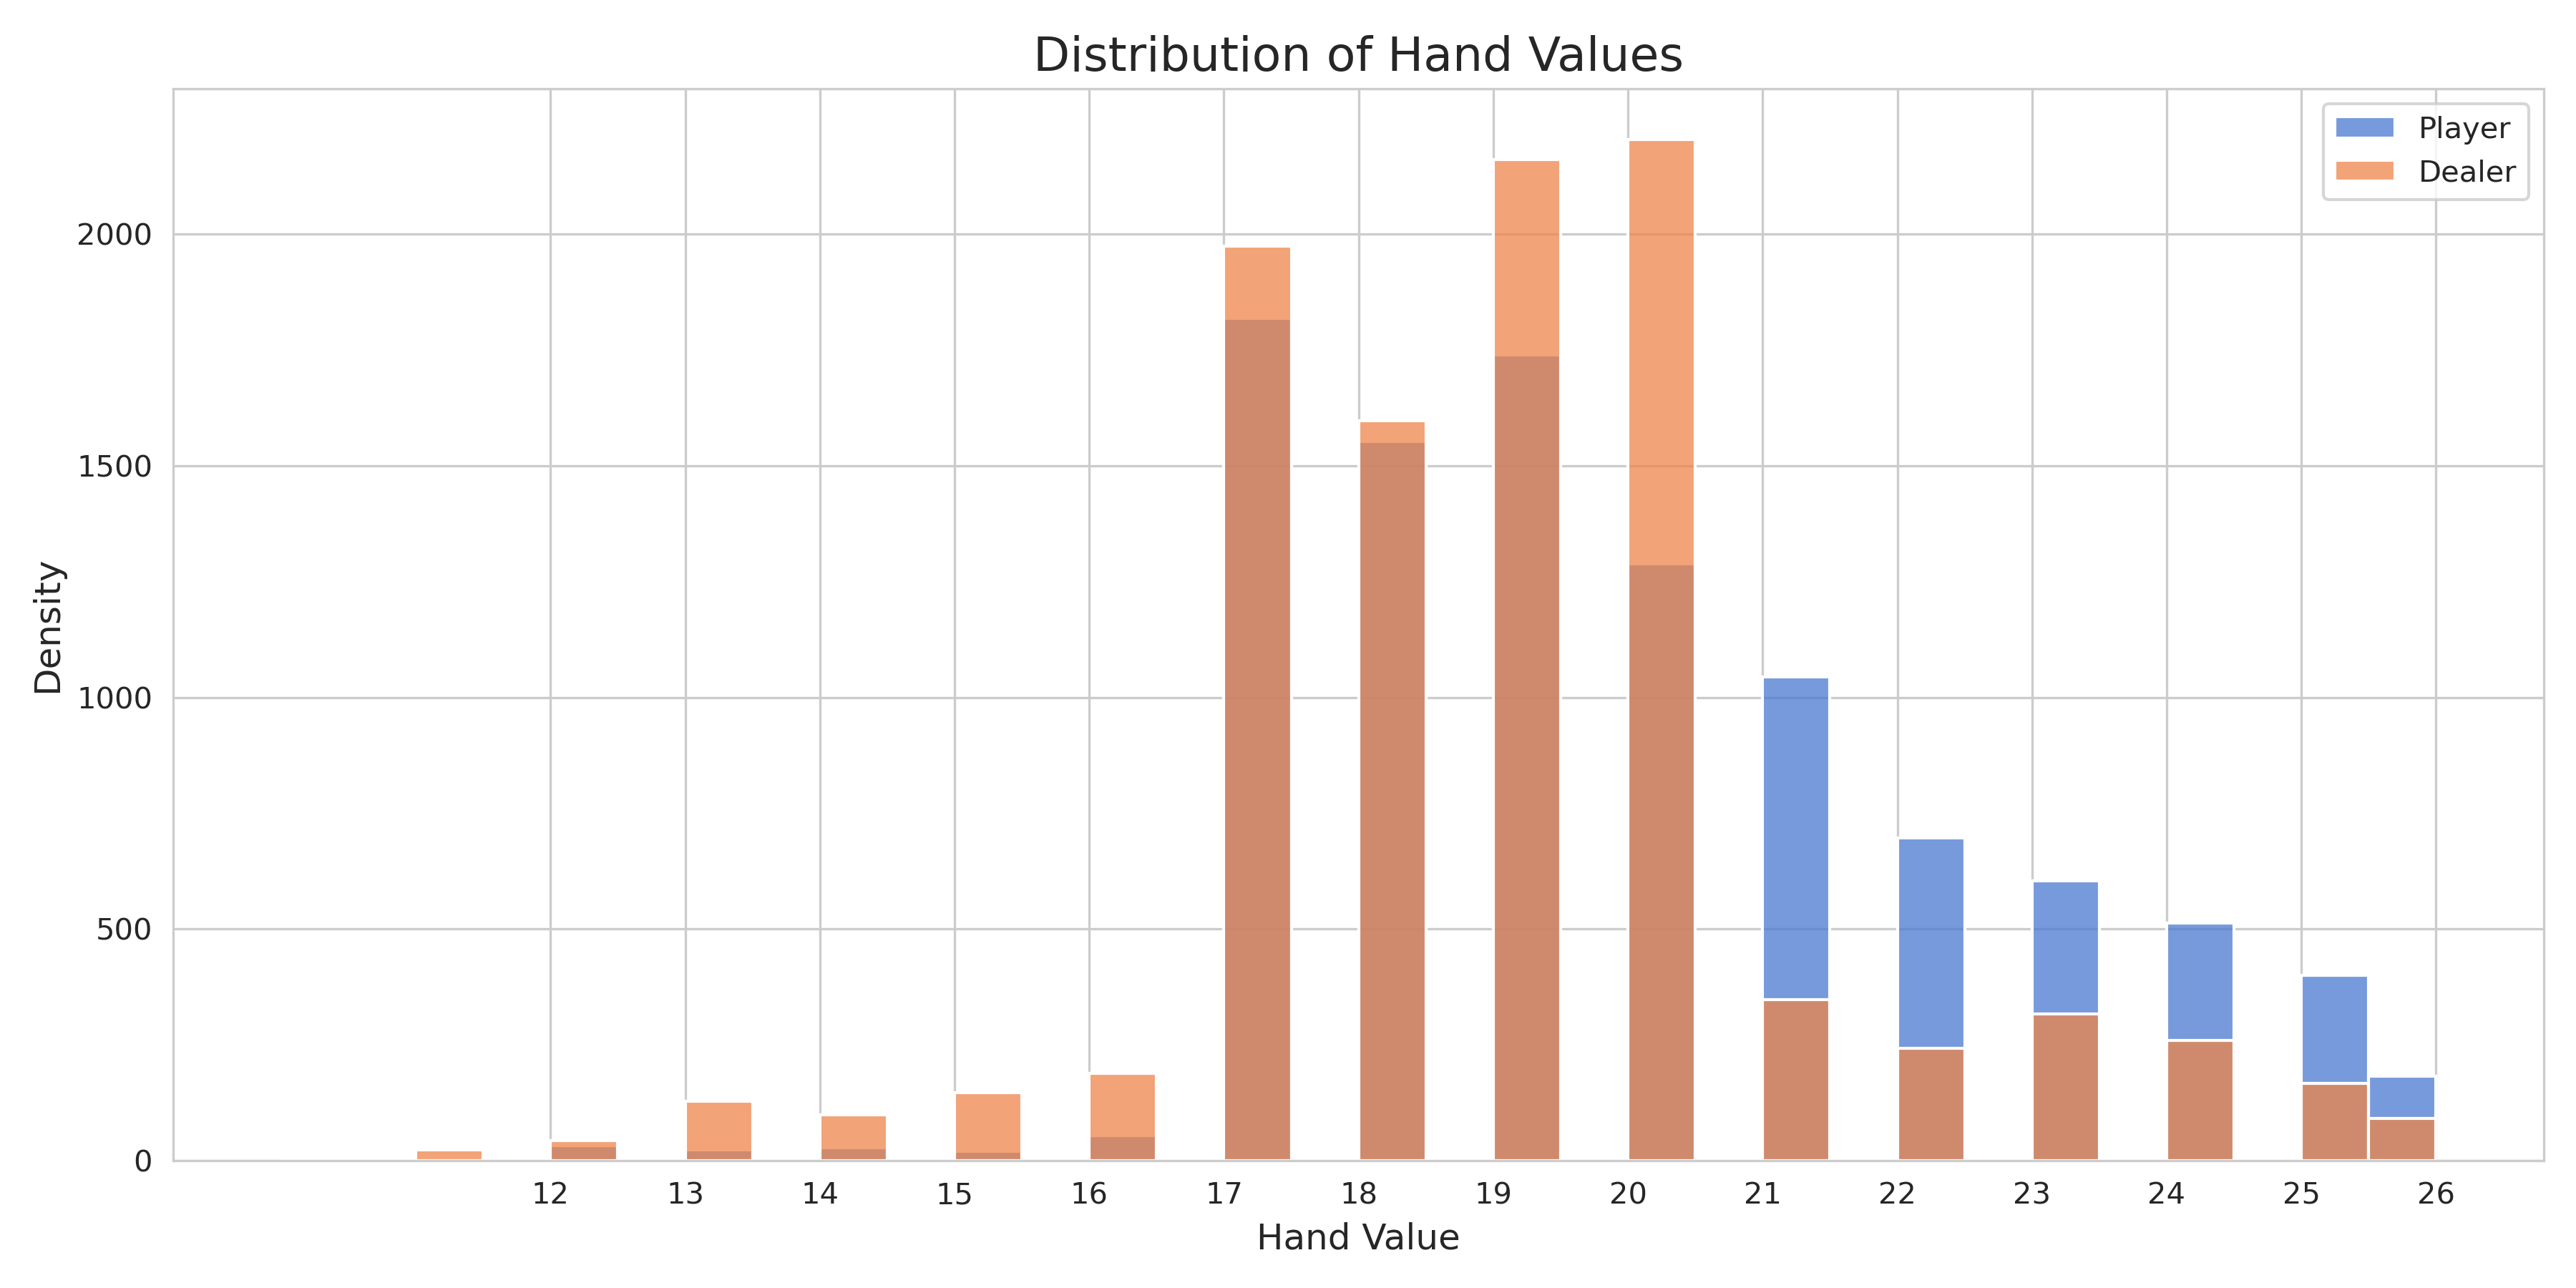 Distribution of Hand Values
Player
Dealer
2000
1500
1000
500
0
Density
12 13 14 15 16 17 18 19 20 21 22 23 24 25 26
Hand Value